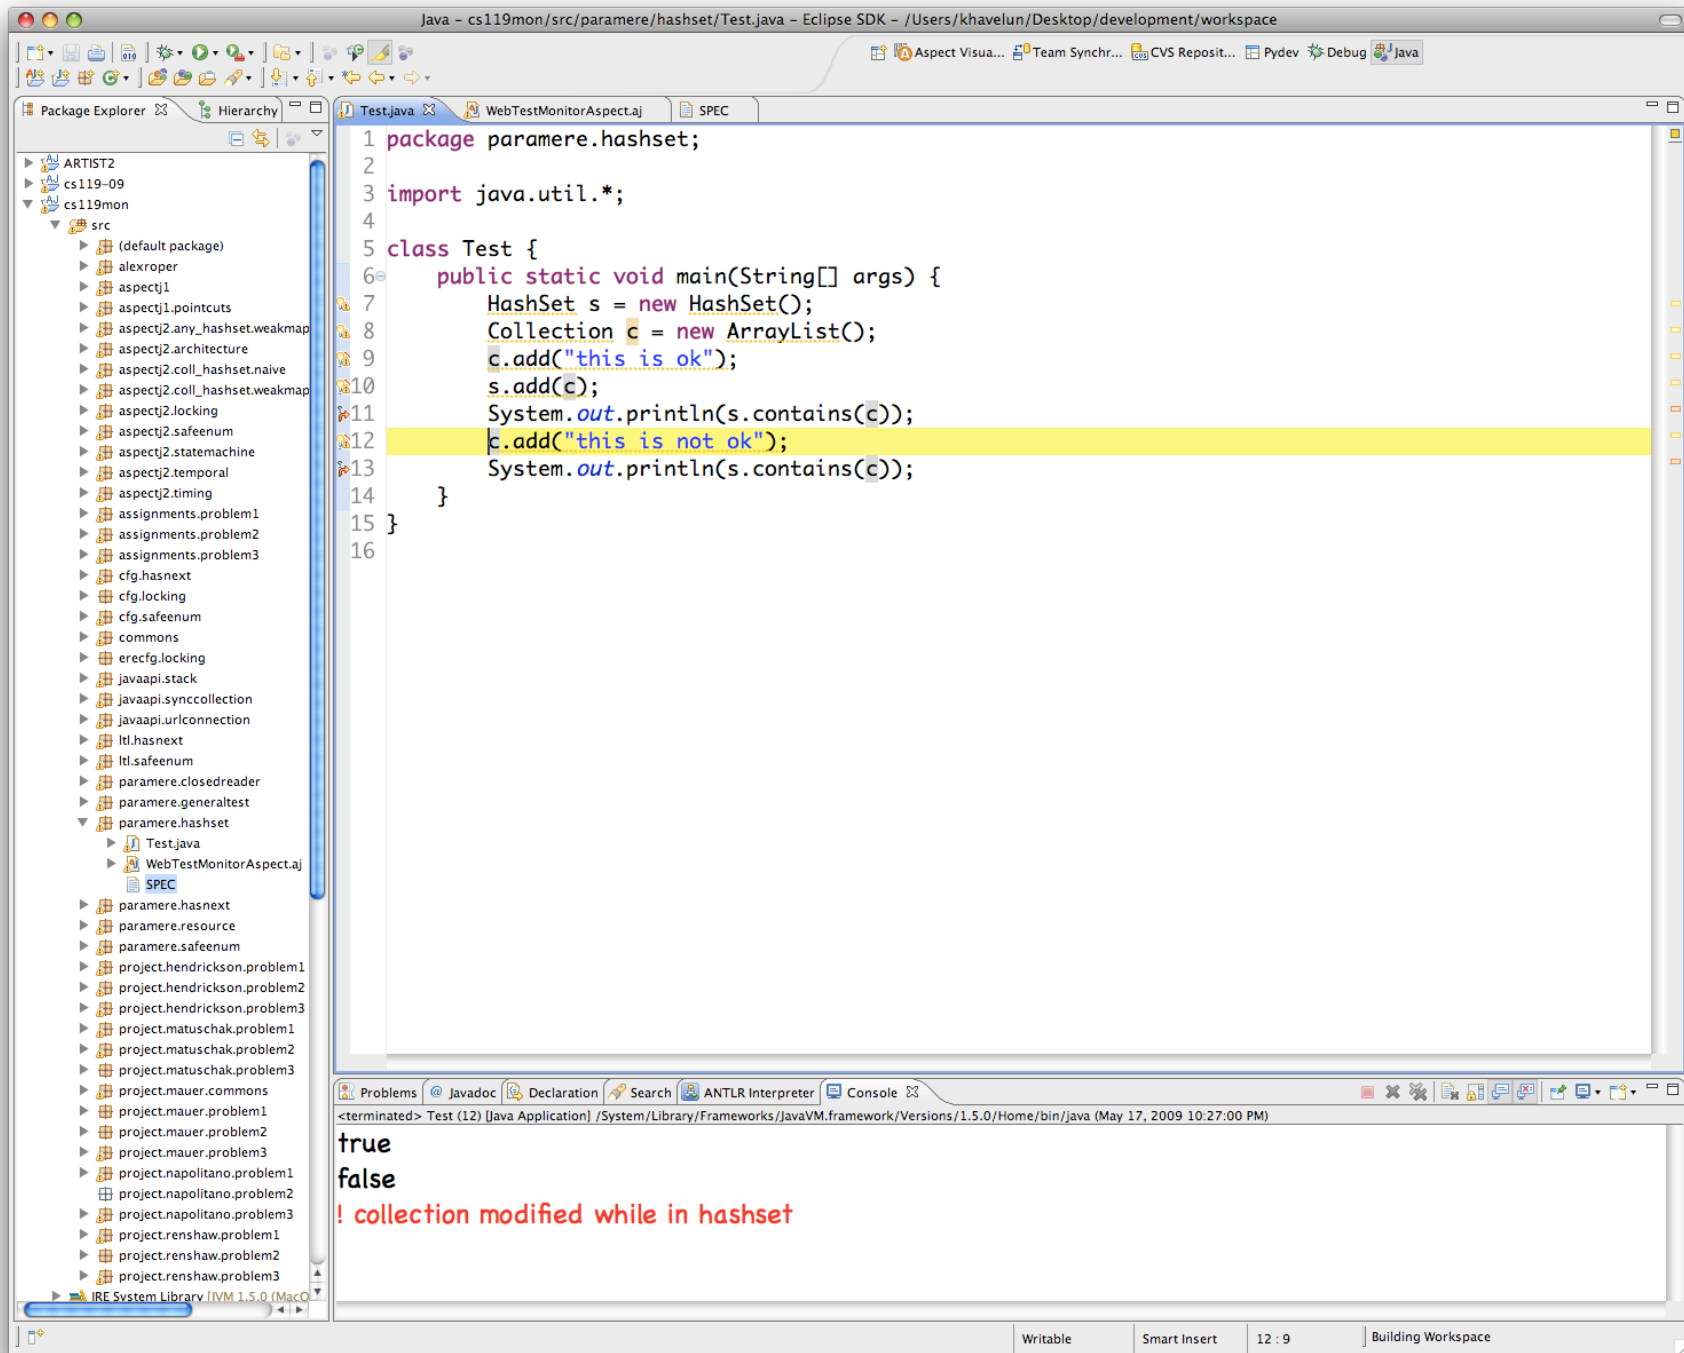 Java – cs119mon/src/paramere/hashset/Test.java – Eclipse SDK – /Users/khavelun/Desktop/development/workspace
Aspect Visua... Team Synchr... CVS Reposit... Pydev Debug Java
Package Explorer Hierarchy
ARTIST2
cs119-09
cs119mon
src
(default package)
alexroper
aspectj1
aspectj1.pointcuts
aspectj2.any_hashset.weakmap
aspectj2.architecture
aspectj2.coll_hashset.naive
aspectj2.coll_hashset.weakmap
aspectj2.locking
aspectj2.safeenum
aspectj2.statemachine
aspectj2.temporal
aspectj2.timing
assignments.problem1
assignments.problem2
assignments.problem3
cfg.hasnext
cfg.locking
cfg.safeenum
commons
erecfg.locking
javaapi.stack
javaapi.synccollection
javaapi.urlconnection
ltl.hasnext
ltl.safeenum
paramere.closedreader
paramere.generaltest
paramere.hashset
Test.java
WebTestMonitorAspect.aj
SPEC
paramere.hasnext
paramere.resource
paramere.safeenum
project.hendrickson.problem1
project.hendrickson.problem2
project.hendrickson.problem3
project.matuschak.problem1
project.matuschak.problem2
project.matuschak.problem3
project.mauer.commons
project.mauer.problem1
project.mauer.problem2
project.mauer.problem3
project.napolitano.problem1
project.napolitano.problem2
project.napolitano.problem3
project.renshaw.problem1
project.renshaw.problem2
project.renshaw.problem3
JRE System Library [JVM 1.5.0 (MacO
Test.java WebTestMonitorAspect.aj SPEC
1 package paramere.hashset;
2
3 import java.util.*;
4
5 class Test {
6 public static void main(String[] args) {
7 HashSet s = new HashSet();
8 Collection c = new ArrayList();
9 c.add("this is ok");
10 s.add(c);
11 System.out.println(s.contains(c));
12 c.add("this is not ok");
13 System.out.println(s.contains(c));
14 }
15 }
16
Problems @ Javadoc Declaration Search ANTLR Interpreter Console
<terminated> Test (12) [Java Application] /System/Library/Frameworks/JavaVM.framework/Versions/1.5.0/Home/bin/java (May 17, 2009 10:27:00 PM)
true
false
! collection modified while in hashset
Writable Smart Insert 12 : 9 Building Workspace